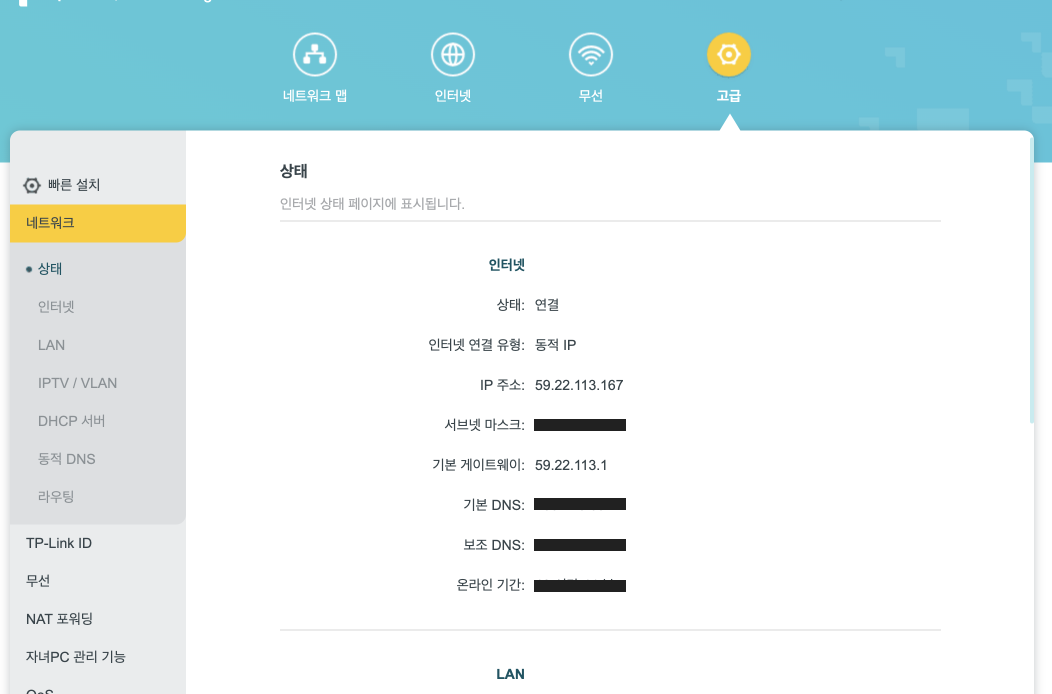 네트워크 맵
인터넷
무선
고급
빠른 설치
네트워크
상태
인터넷
LAN
IPTV / VLAN
DHCP 서버
동적 DNS
라우팅
TP-Link ID
무선
NAT 포워딩
자녀PC 관리 기능
QoS
상태
인터넷 상태 페이지에 표시됩니다.
인터넷
상태: 연결
인터넷 연결 유형: 동적 IP
IP 주소: 59.22.113.167
서브넷 마스크:
기본 게이트웨이: 59.22.113.1
기본 DNS:
보조 DNS:
온라인 기간:
LAN